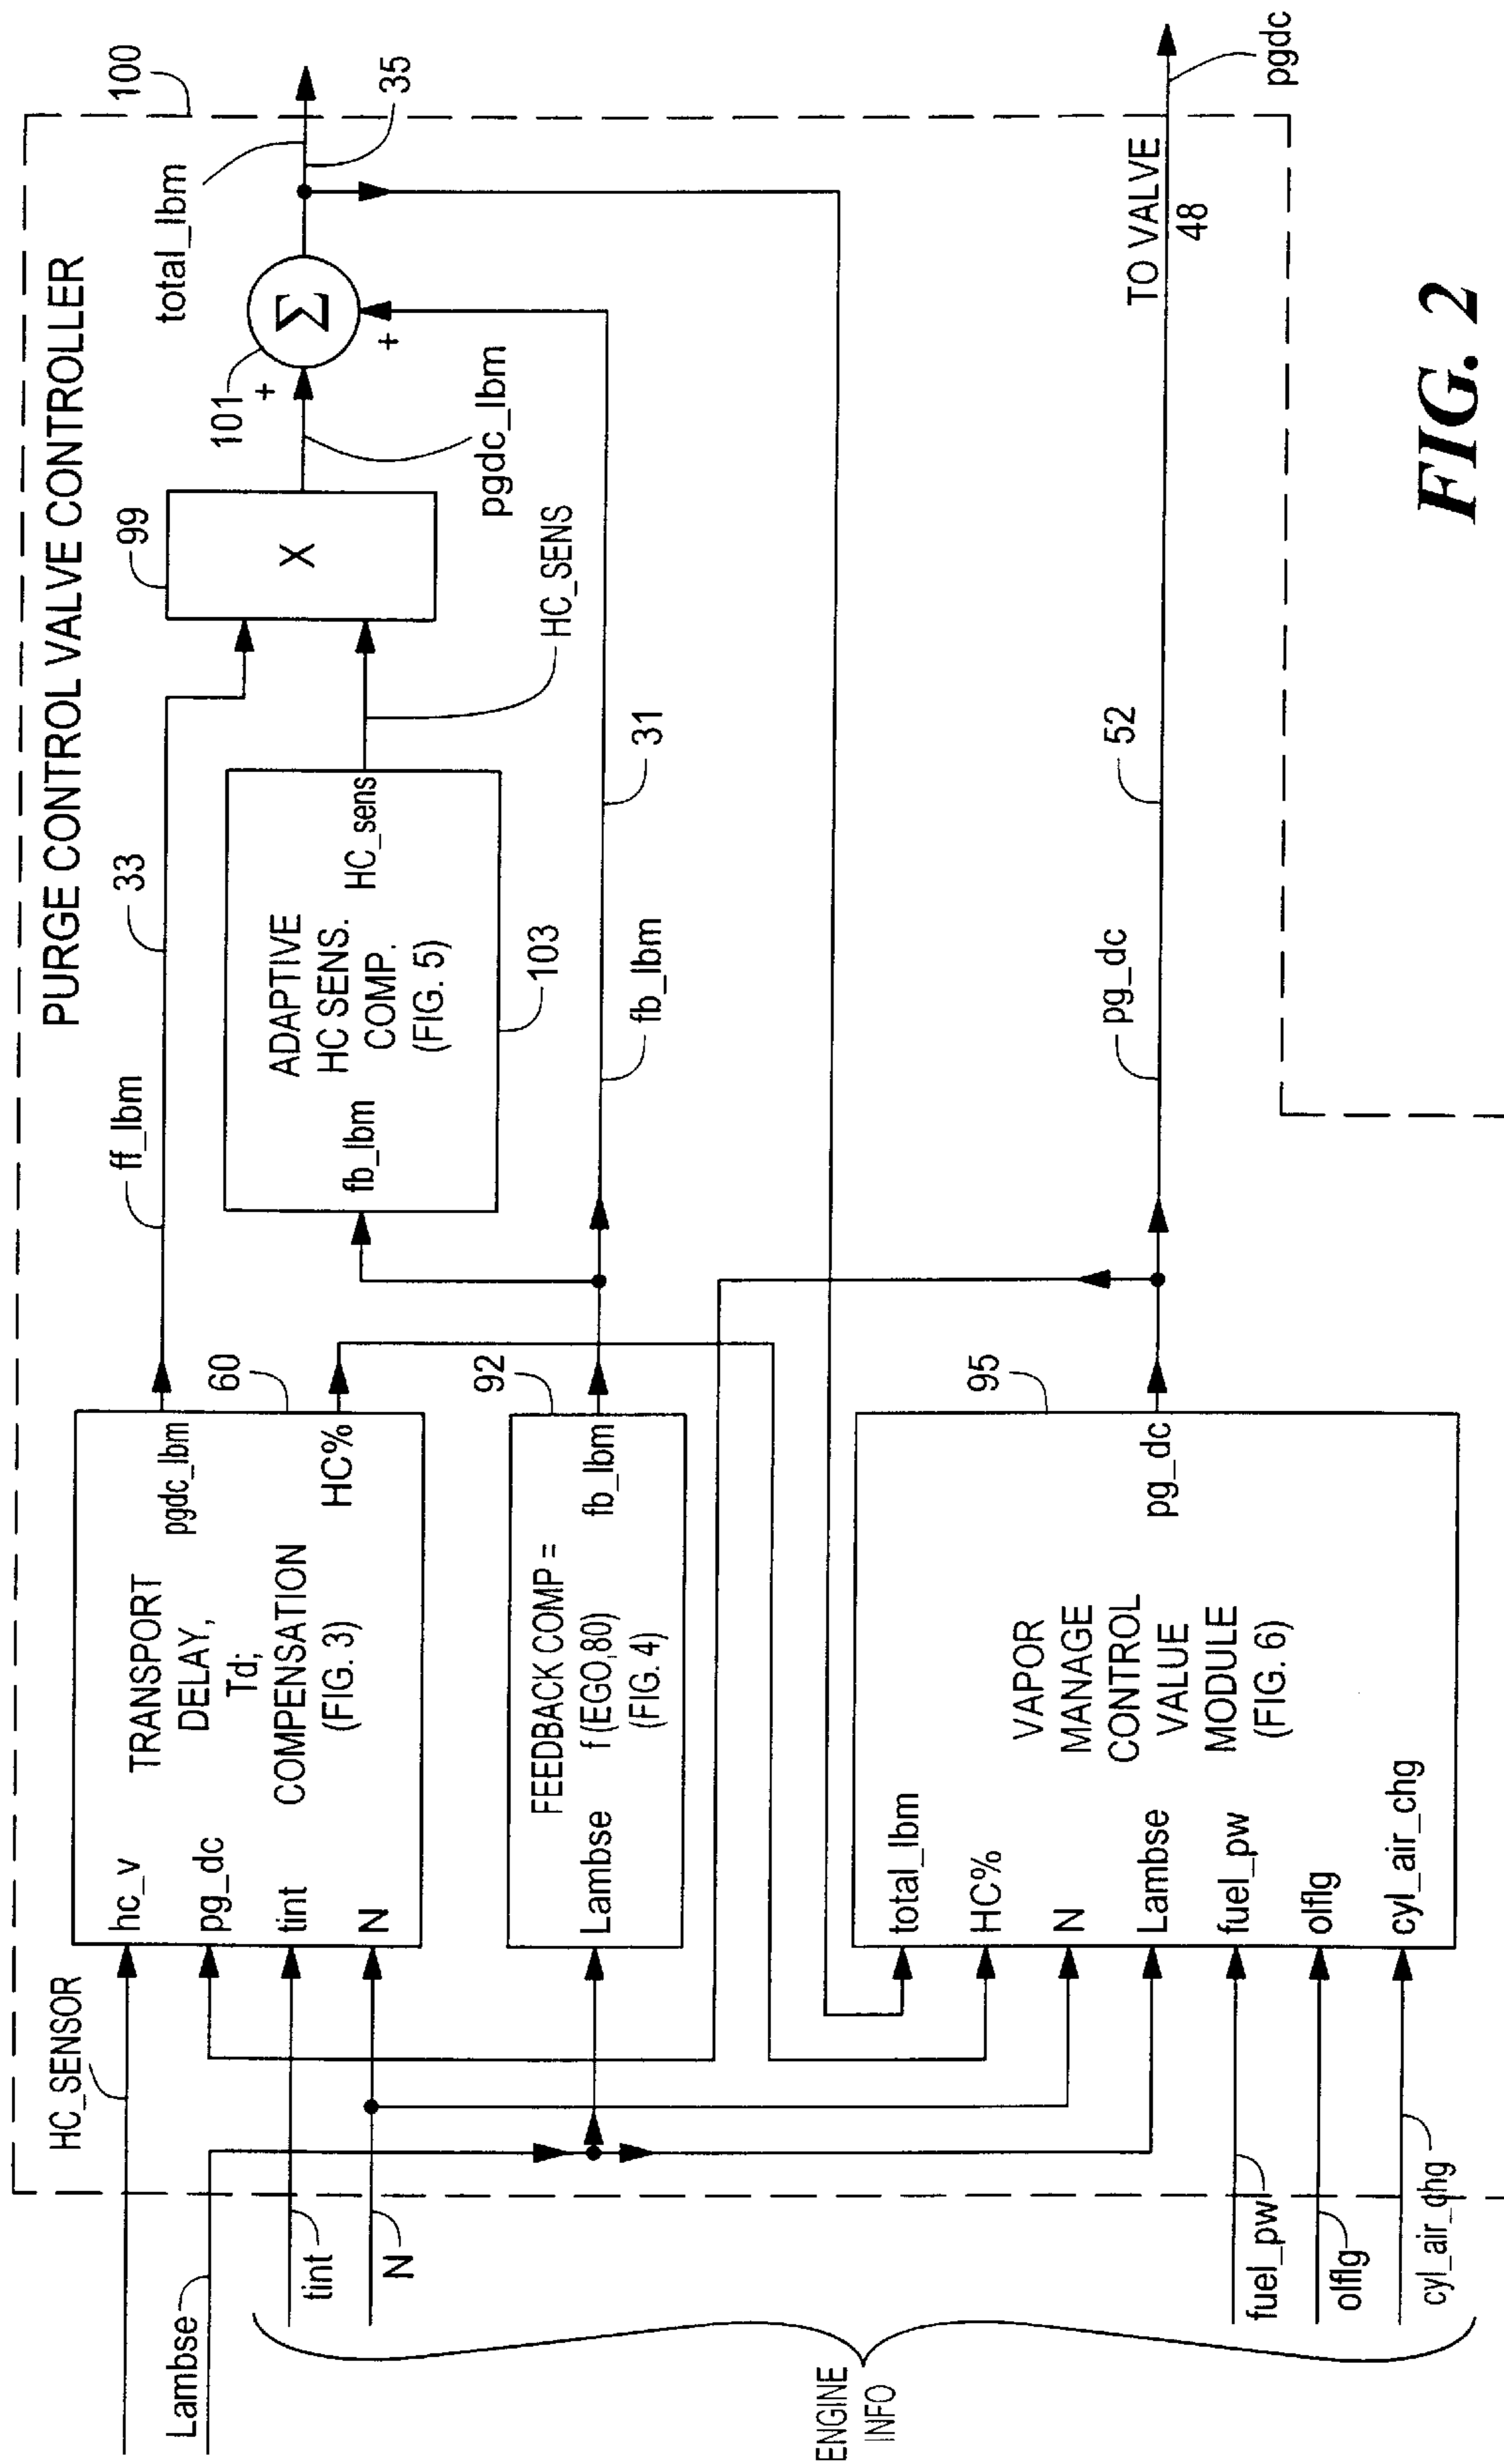 PURGE CONTROL VALVE CONTROLLER
100
HC_SENSOR
Lambse
tint
N
ENGINE
INFO
fuel_pw
olflg
cyl_air_chg
hc_v
pg_dc
tint
N
TRANSPORT
DELAY,
Td;
COMPENSATION
(FIG. 3)
pgdc_lbm
HC%
60
ff_lbm
33
Lambse
FEEDBACK COMP =
f(EGO,80)
(FIG. 4)
fb_lbm
92
fb_lbm
ADAPTIVE
HC SENS.
COMP.
(FIG. 5)
HC_sens
103
fb_lbm
31
HC_SENS
99
X
pgdc_lbm
101
+
+
Σ
total_lbm
35
total_lbm
HC%
N
Lambse
fuel_pw
olflg
cyl_air_chg
VAPOR
MANAGE
CONTROL
VALUE
MODULE
(FIG. 6)
pg_dc
95
pg_dc
52
TO VALVE
48
pgdc
FIG. 2